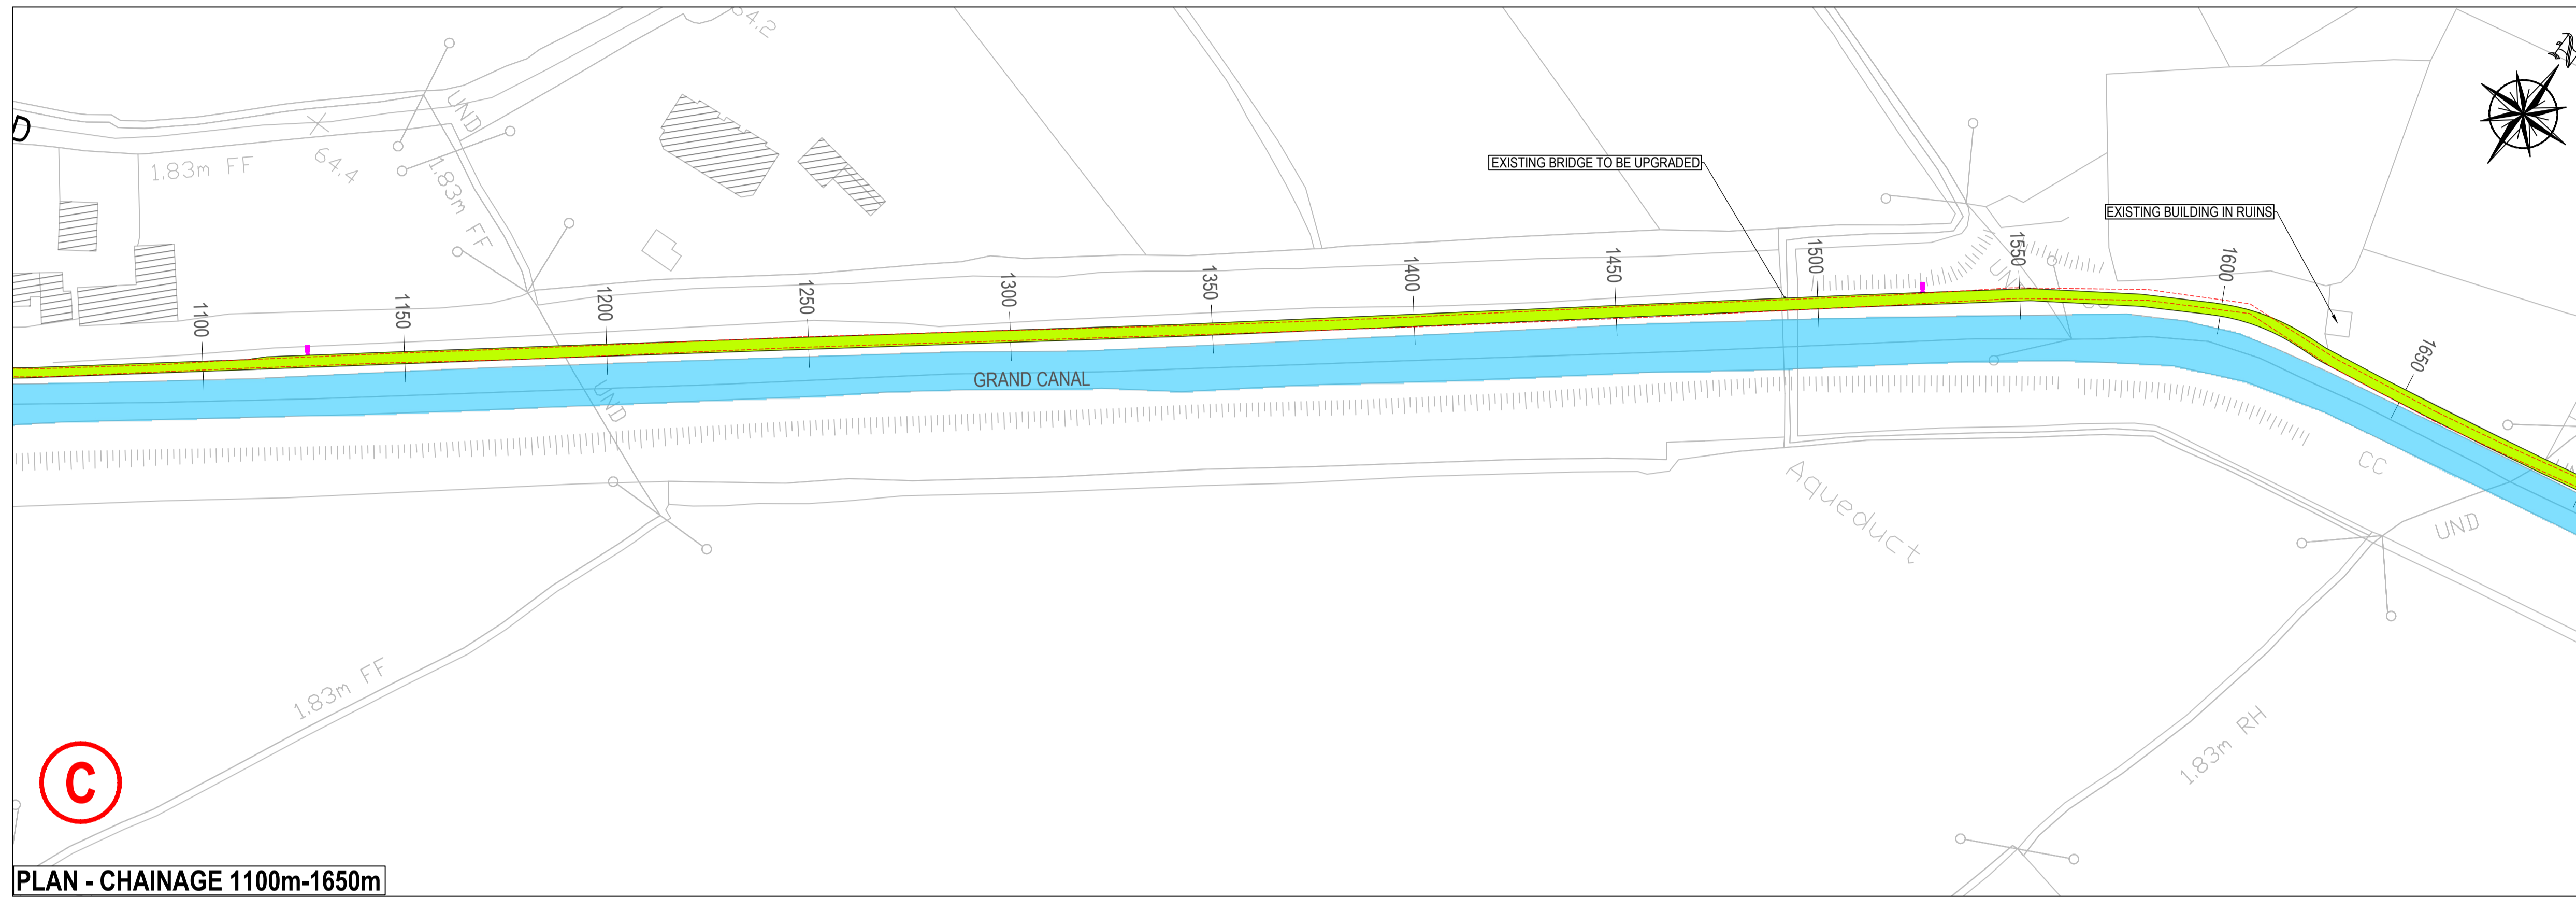 64.2
N
UND
D
1.83m FF
64.4
1.83m FF
EXISTING BRIDGE TO BE UPGRADED
EXISTING BUILDING IN RUINS
1100
1150
1200
1250
1300
1350
1400
1450
1500
1550
1600
1650
GRAND CANAL
UND
CC
Aqueduct
UND
1.83m FF
1.83m RH
C
PLAN - CHAINAGE 1100m-1650m